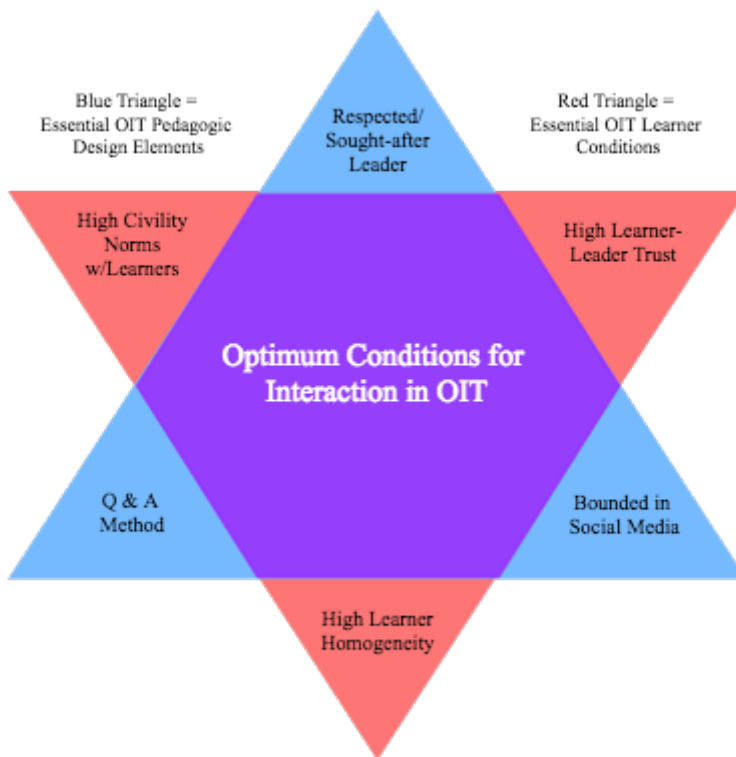 Blue Triangle =
Essential OIT Pedagogic
Design Elements
Respected/
Sought-after
Leader
Red Triangle =
Essential OIT Learner
Conditions
High Civility
Norms
w/Learners
High Learner-
Leader Trust
Optimum Conditions for
Interaction in OIT
Q & A
Method
Bounded in
Social Media
High Learner
Homogeneity